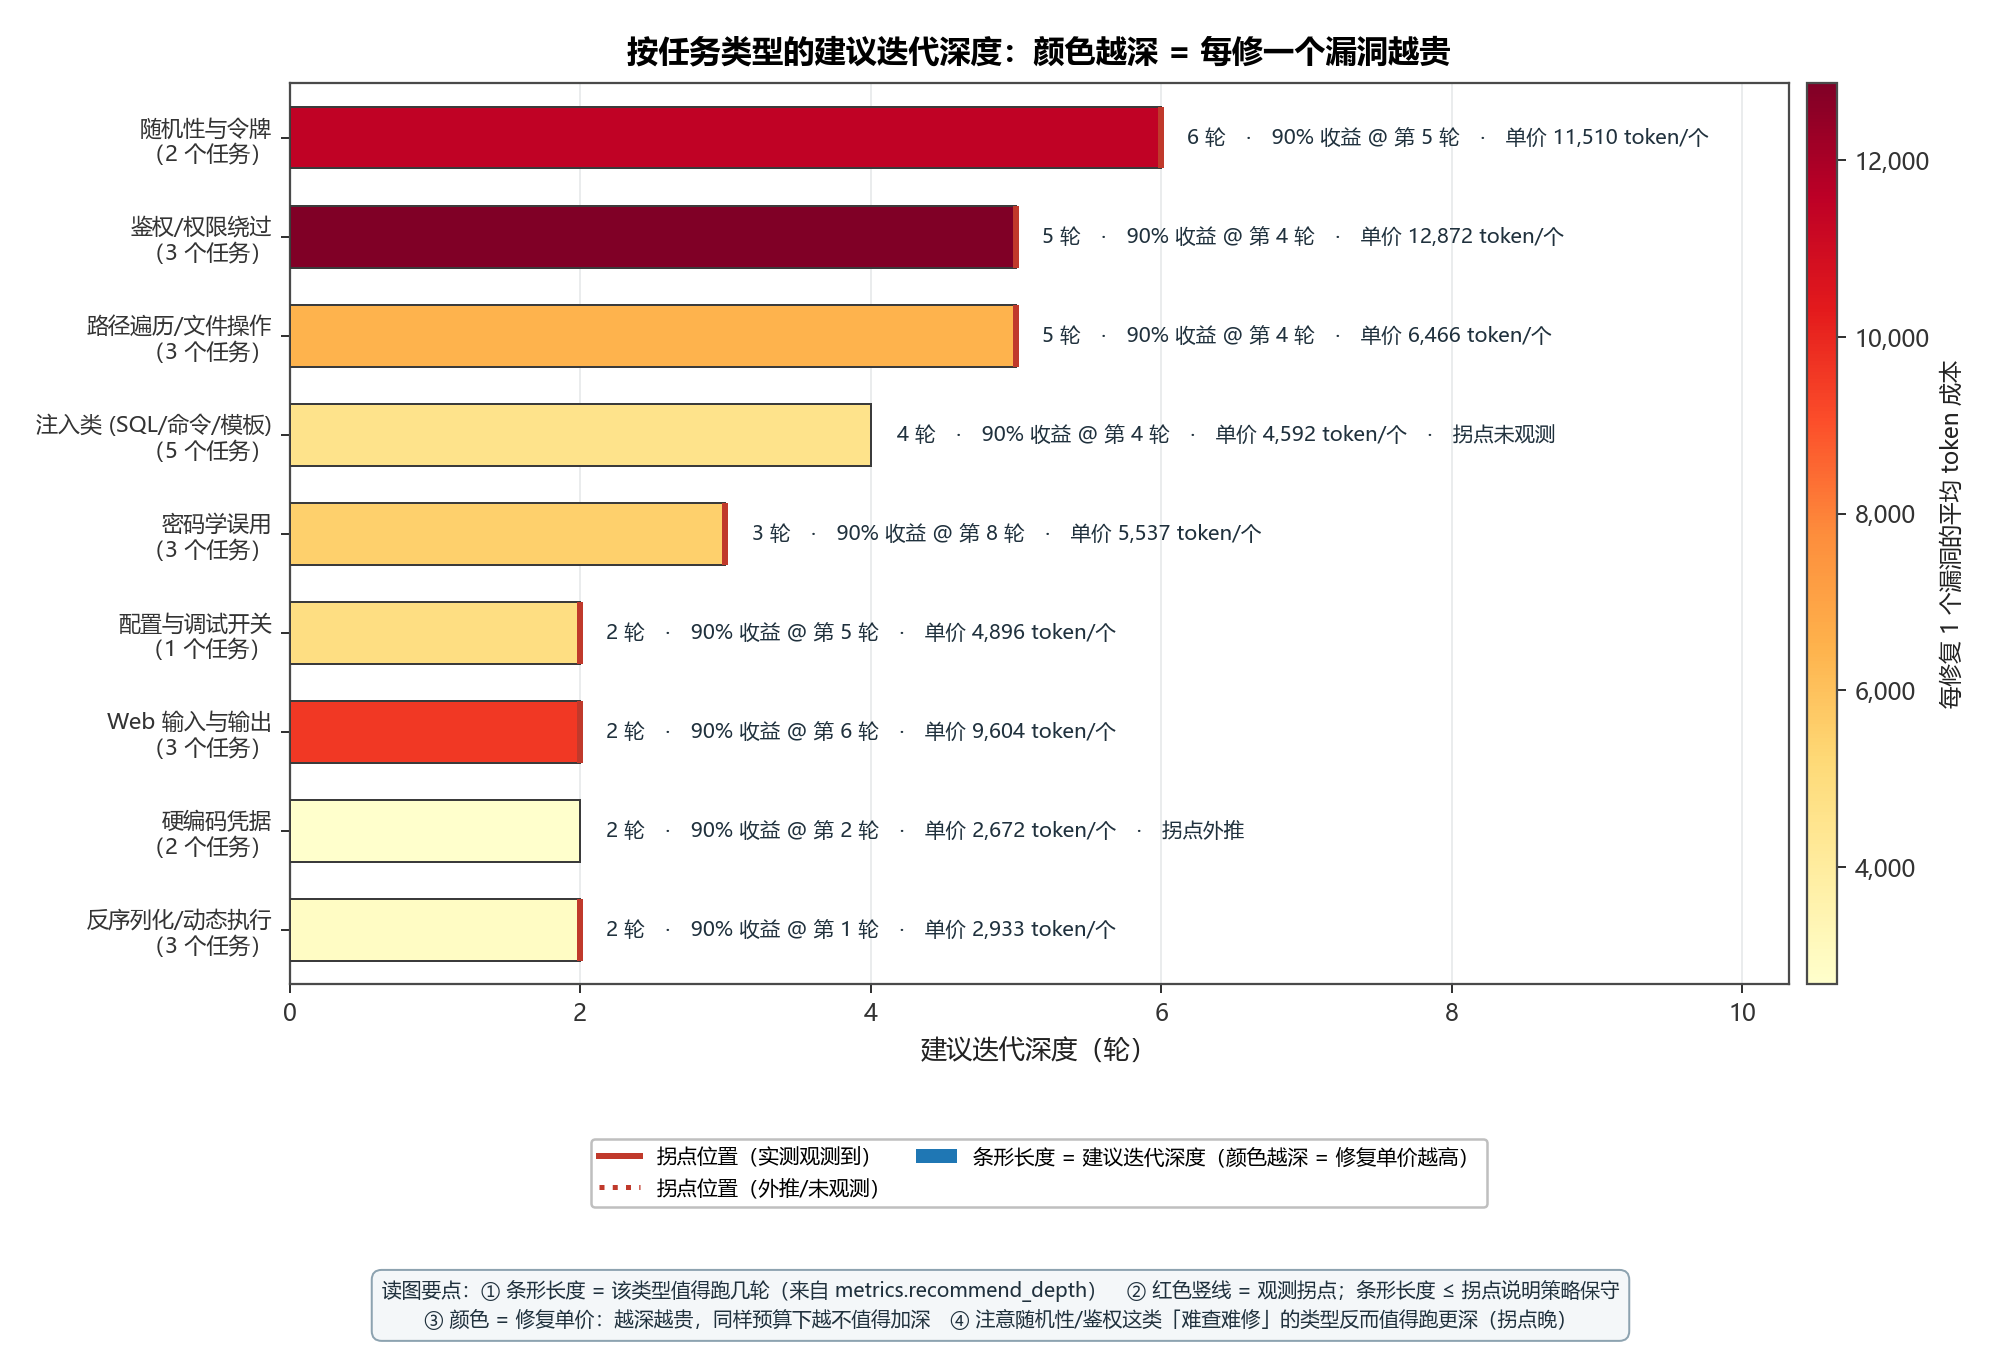 按任务类型的建议迭代深度：颜色越深 = 每修一个漏洞越贵
随机性与令牌
（2 个任务）
6 轮 · 90% 收益 @ 第 5 轮 · 单价 11,510 token/个
鉴权/权限绕过
（3 个任务）
5 轮 · 90% 收益 @ 第 4 轮 · 单价 12,872 token/个
路径遍历/文件操作
（3 个任务）
5 轮 · 90% 收益 @ 第 4 轮 · 单价 6,466 token/个
注入类 (SQL/命令/模板)
（5 个任务）
4 轮 · 90% 收益 @ 第 4 轮 · 单价 4,592 token/个 · 拐点未观测
密码学误用
（3 个任务）
3 轮 · 90% 收益 @ 第 8 轮 · 单价 5,537 token/个
配置与调试开关
（1 个任务）
2 轮 · 90% 收益 @ 第 5 轮 · 单价 4,896 token/个
Web 输入与输出
（3 个任务）
2 轮 · 90% 收益 @ 第 6 轮 · 单价 9,604 token/个
硬编码凭据
（2 个任务）
2 轮 · 90% 收益 @ 第 2 轮 · 单价 2,672 token/个 · 拐点外推
反序列化/动态执行
（3 个任务）
2 轮 · 90% 收益 @ 第 1 轮 · 单价 2,933 token/个
0 2 4 6 8 10
建议迭代深度（轮）
12,000
10,000
8,000
6,000
4,000
每修复 1 个漏洞的平均 token 成本
拐点位置（实测观测到）
拐点位置（外推/未观测）
条形长度 = 建议迭代深度（颜色越深 = 修复单价越高）
读图要点：① 条形长度 = 该类型值得跑几轮（来自 metrics.recommend_depth） ② 红色竖线 = 观测拐点；条形长度 ≤ 拐点说明策略保守
③ 颜色 = 修复单价：越深越贵，同样预算下越不值得加深 ④ 注意随机性/鉴权这类「难查难修」的类型反而值得跑更深（拐点晚）